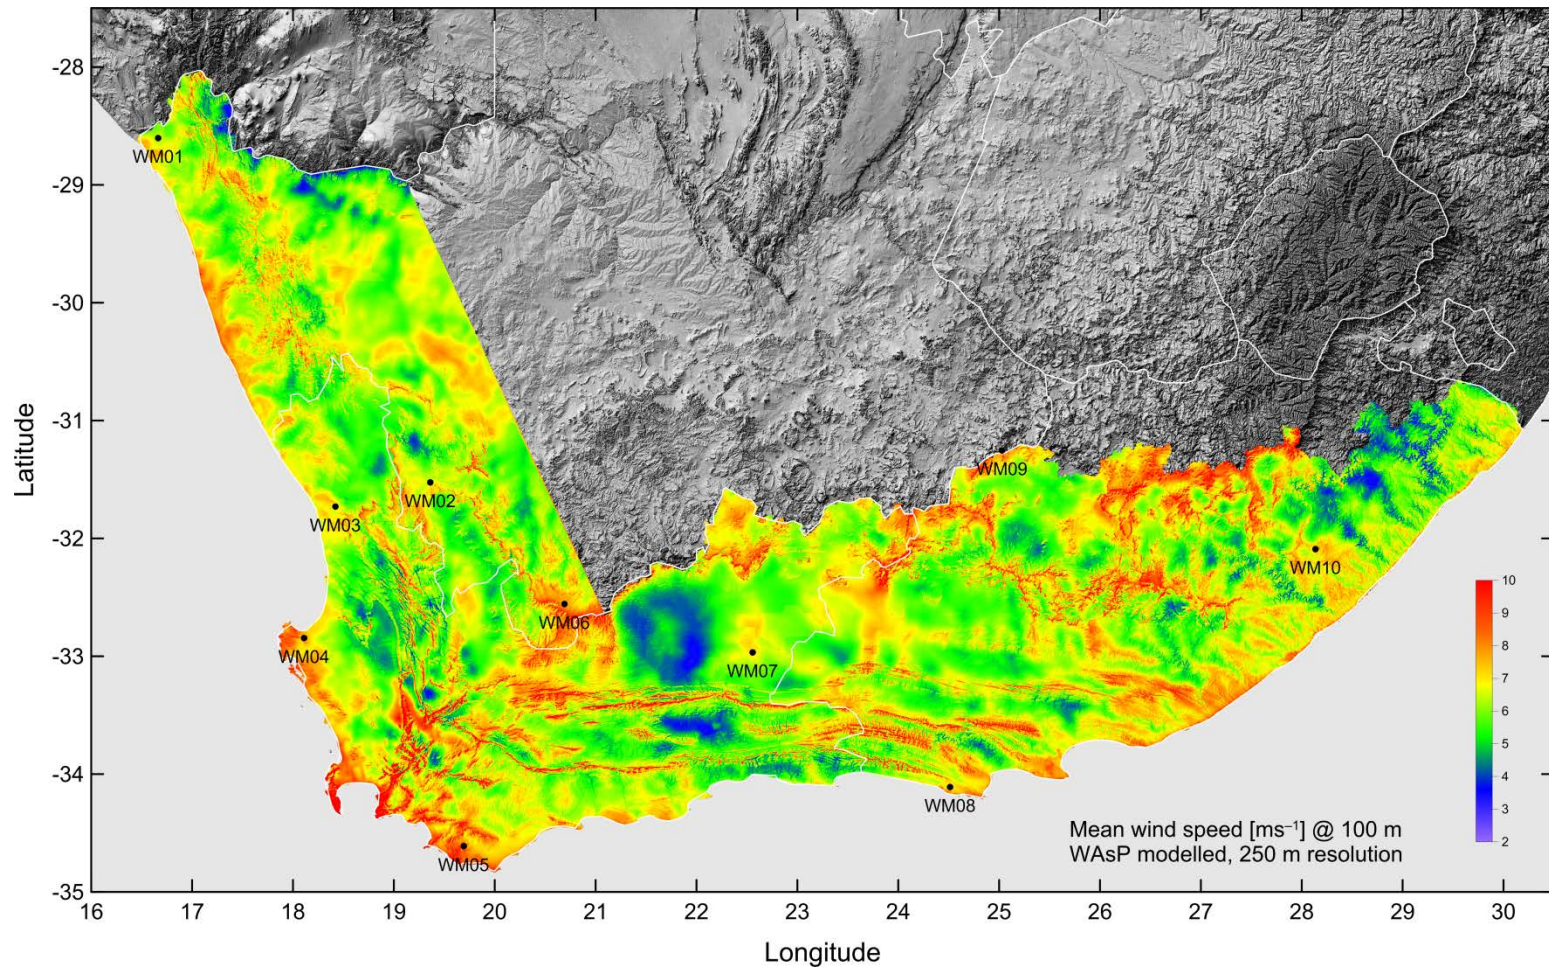 -28
-29
-30
-31
-32
-33
-34
-35
Latitude
WM01
WM02
WM03
WM04
WM05
WM06
WM07
WM08
WM09
WM10
10
9
8
7
6
5
4
3
2
Mean wind speed [ms⁻¹] @ 100 m
WAsP modelled, 250 m resolution
16 17 18 19 20 21 22 23 24 25 26 27 28 29 30
Longitude